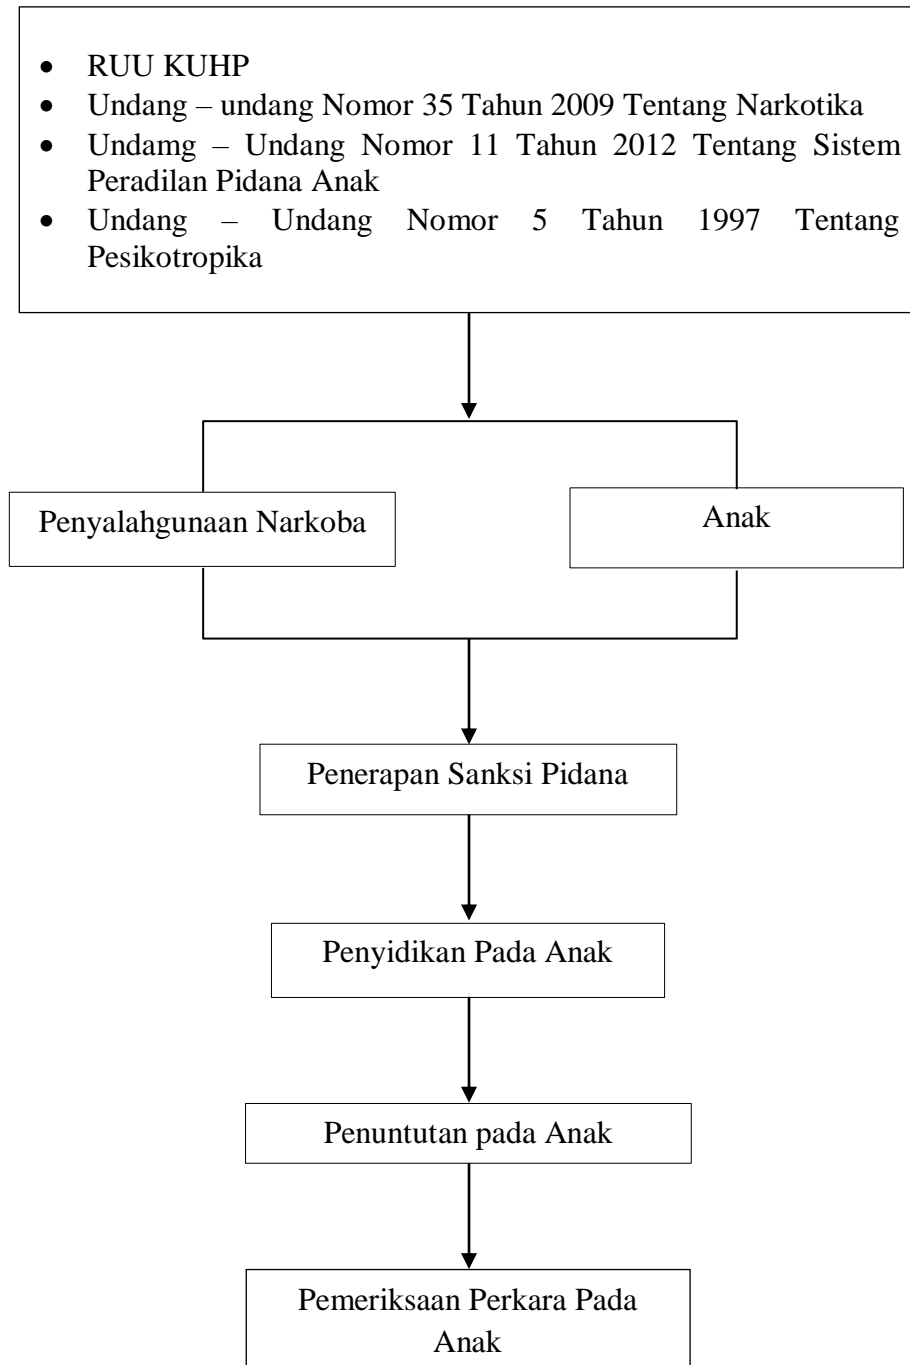 • RUU KUHP
• Undang – undang Nomor 35 Tahun 2009 Tentang Narkotika
• Undamg – Undang Nomor 11 Tahun 2012 Tentang Sistem
Peradilan Pidana Anak
• Undang – Undang Nomor 5 Tahun 1997 Tentang
Pesikotropika
Penyalahgunaan Narkoba
Anak
Penerapan Sanksi Pidana
Penyidikan Pada Anak
Penuntutan pada Anak
Pemeriksaan Perkara Pada
Anak